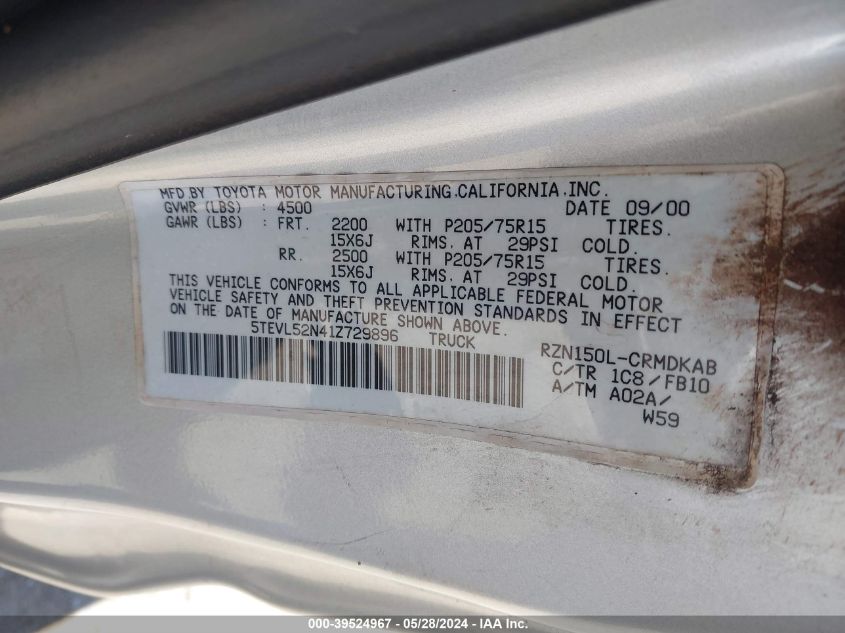 MFD BY TOYOTA MOTOR MANUFACTURING.CALIFORNIA.INC.
GVWR (LBS) : 4500 DATE 09/00
GAWR (LBS) : FRT. 2200 WITH P205/75R15 TIRES.
15X6J RIMS. AT 29PSI COLD.
RR. 2500 WITH P205/75R15 TIRES.
15X6J RIMS. AT 29PSI COLD.
THIS VEHICLE CONFORMS TO ALL APPLICABLE FEDERAL MOTOR
VEHICLE SAFETY AND THEFT PREVENTION STANDARDS IN EFFECT
ON THE DATE OF MANUFACTURE SHOWN ABOVE.
5TEVL52N41Z729896 TRUCK
RZN150L-CRMDKAB
C/TR 1C8/FB10
A/TM A02A/
W59
000-39524967 / 05/28/2024 / IAAI.com/US/CA Inc.